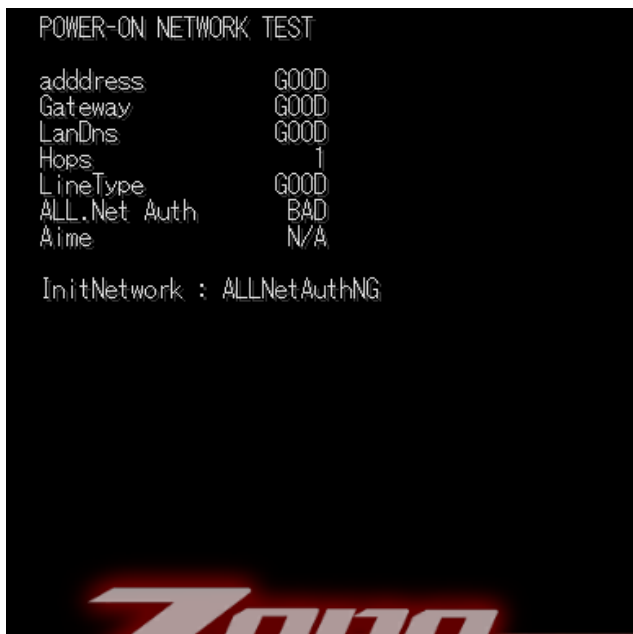 POWER-ON NETWORK TEST
adddress GOOD
Gateway GOOD
LanDns GOOD
Hops 1
LineType GOOD
ALL.Net Auth BAD
Aime N/A
InitNetwork : ALLNetAuthNG